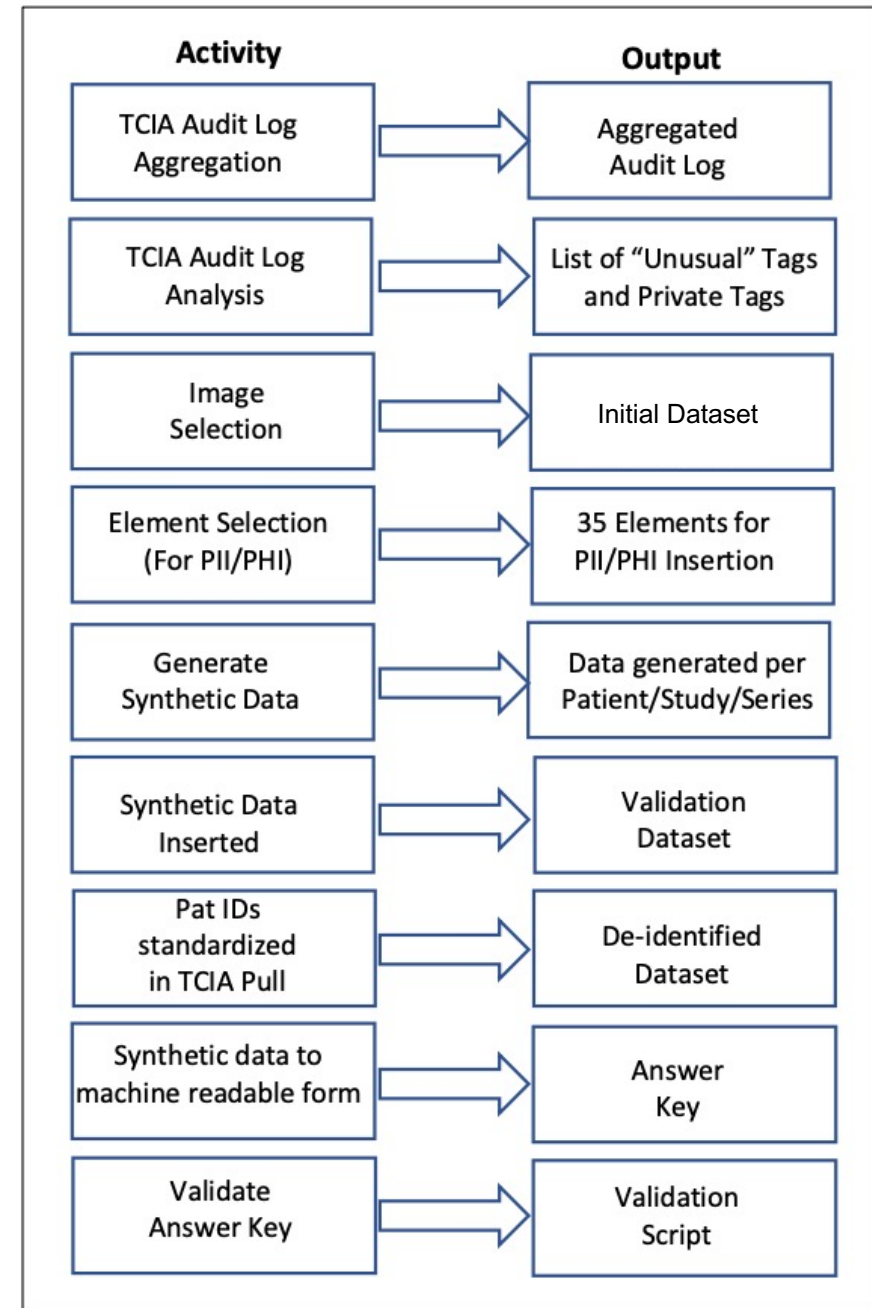 Activity
Output
TCIA Audit Log
Aggregation
Aggregated
Audit Log
TCIA Audit Log
Analysis
List of “Unusual” Tags
and Private Tags
Image
Selection
Initial Dataset
Element Selection
(For PII/PHI)
35 Elements for
PII/PHI Insertion
Generate
Synthetic Data
Data generated per
Patient/Study/Series
Synthetic Data
Inserted
Validation
Dataset
Pat IDs
standardized
in TCIA Pull
De-identified
Dataset
Synthetic data to
machine readable form
Answer
Key
Validate
Answer Key
Validation
Script